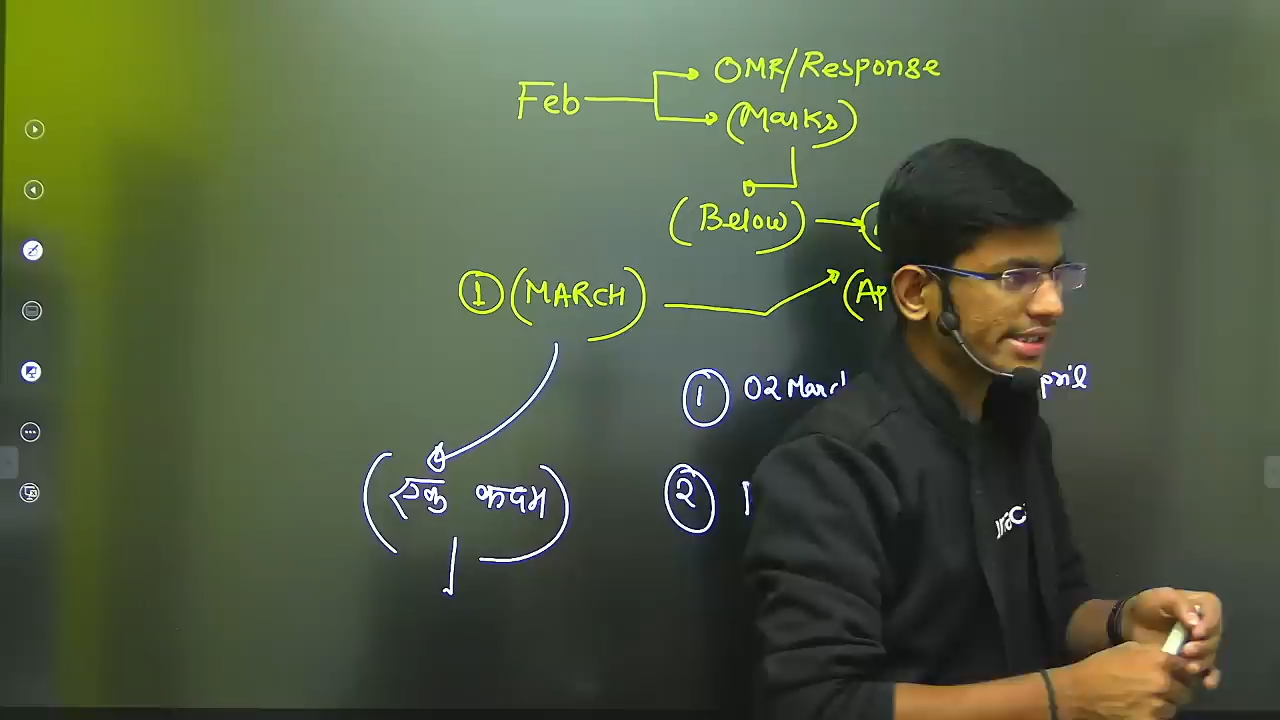 Feb
OMR/Response
(Marks)
(Below)
① (MARCH)
(Ap
① 02 March
pril
(एक कदम)
②